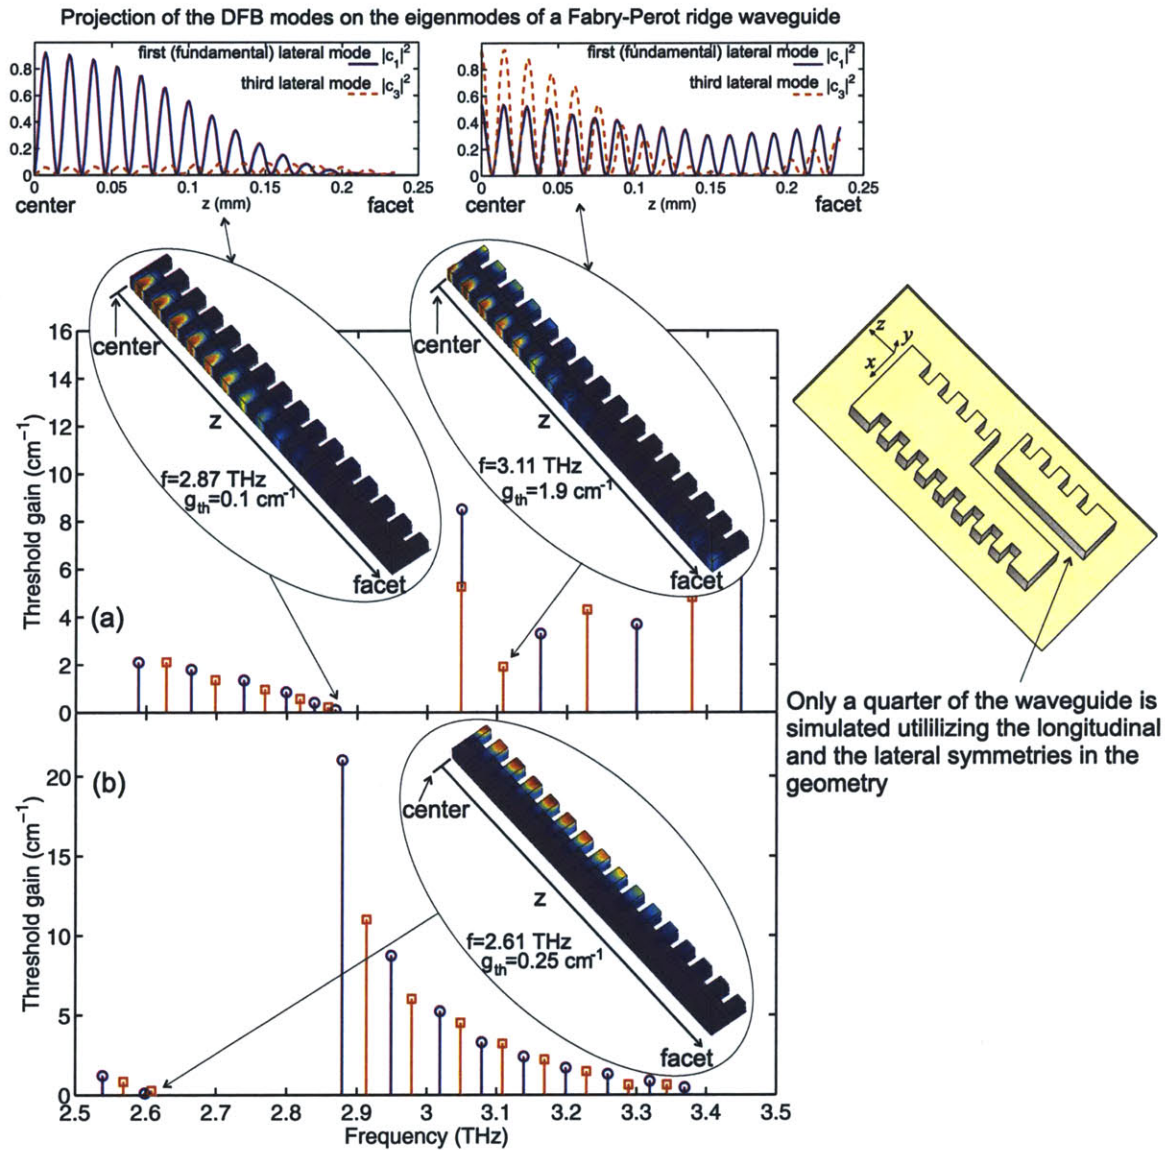 Projection of the DFB modes on the eigenmodes of a Fabry-Perot ridge waveguide
first (fundamental) lateral mode |c₁|²
third lateral mode |c₃|²
0.8
0.6
0.4
0.2
0
0 0.05 0.1 0.15 0.2 0.25
center z (mm) facet
first (fundamental) lateral mode |c₁|²
third lateral mode |c₃|²
0.8
0.6
0.4
0.2
0
0 0.05 0.1 0.15 0.2 0.25
center z (mm) facet
center
z
f=2.87 THz
g_th=0.1 cm⁻¹
facet
center
z
f=3.11 THz
g_th=1.9 cm⁻¹
facet
z
y
x
Threshold gain (cm⁻¹)
16
14
12
10
8
6
4
2
0
(a)
Only a quarter of the waveguide is
simulated utililizing the longitudinal
and the lateral symmetries in the
geometry
(b)
Threshold gain (cm⁻¹)
20
15
10
5
0
center
z
f=2.61 THz
g_th=0.25 cm⁻¹
facet
2.5 2.6 2.7 2.8 2.9 3 3.1 3.2 3.3 3.4 3.5
Frequency (THz)